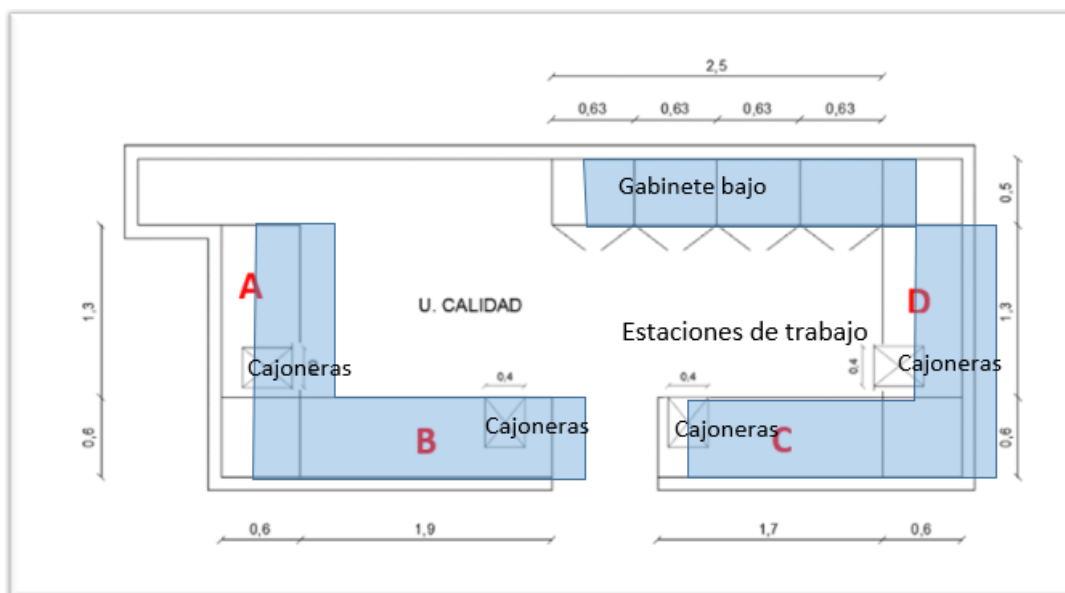 2,5
0,63 0,63 0,63 0,63
Gabinete bajo
0,5
A
D
1,3
U. CALIDAD
1,3
Estaciones de trabajo
Cajoneras
0,4
Cajoneras
0,4
0,4
0,6
B
Cajoneras
Cajoneras
C
0,6
0,6
1,9
1,7
0,6